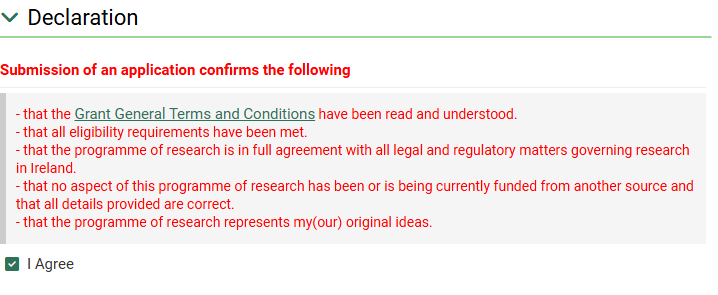 Declaration
Submission of an application confirms the following
- that the Grant General Terms and Conditions have been read and understood.
- that all eligibility requirements have been met.
- that the programme of research is in full agreement with all legal and regulatory matters governing research
in Ireland.
- that no aspect of this programme of research has been or is being currently funded from another source and
that all details provided are correct.
- that the programme of research represents my(our) original ideas.
I Agree